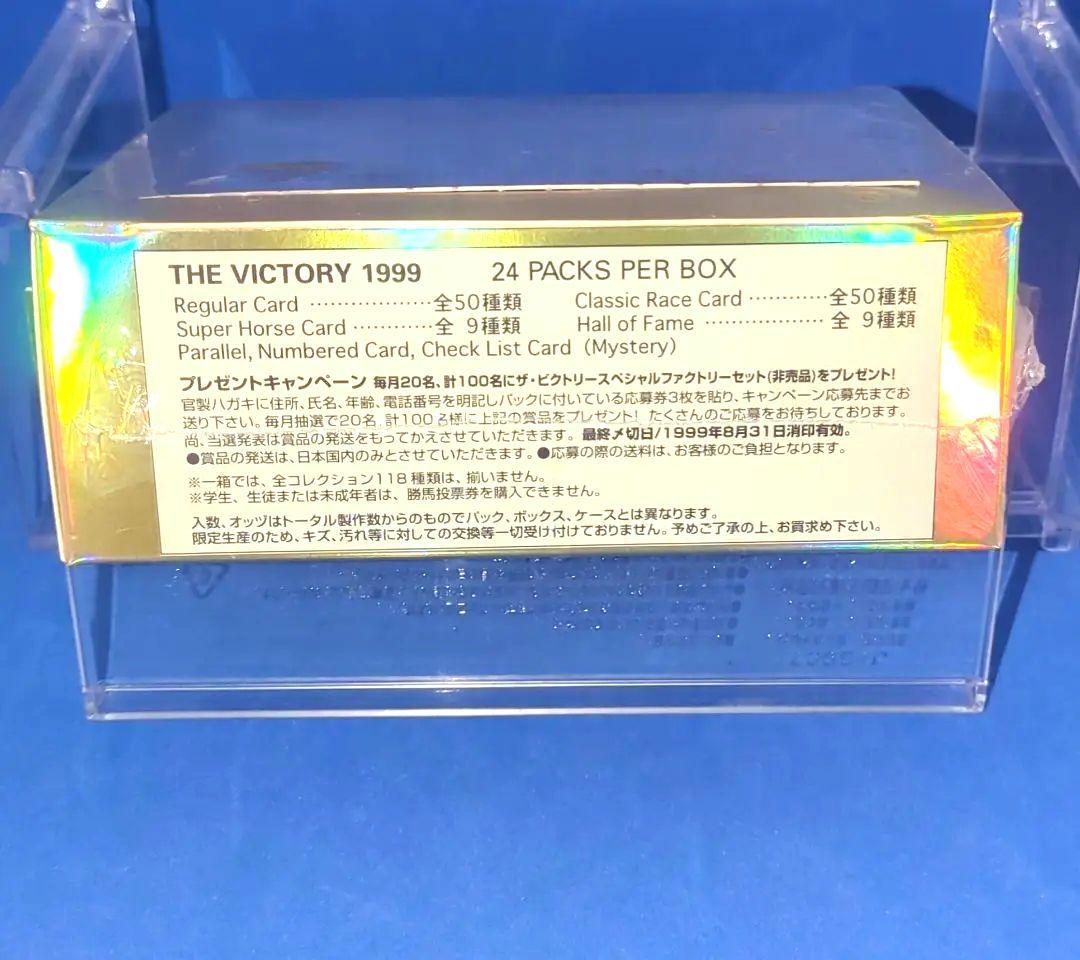 THE VICTORY 1999 24 PACKS PER BOX
Regular Card ··················全50種類 Classic Race Card ············全50種類
Super Horse Card ············全 9種類 Hall of Fame ·················· 全 9種類
Parallel, Numbered Card, Check List Card (Mystery)
プレゼントキャンペーン 毎月20名、計100名にザ・ビクトリースペシャルファクトリーセット(非売品)をプレゼント!
官製ハガキに住所、氏名、年齢、電話番号を明記しパックに付いている応募券3枚を貼り、キャンペーン応募先までお
送り下さい。毎月抽選で20名、計100名様に上記の賞品をプレゼント! たくさんのご応募をお待ちしております。
尚、当選発表は賞品の発送をもってかえさせていただきます。最終〆切日/1999年8月31日消印有効。
●賞品の発送は、日本国内のみとさせていただきます。●応募の際の送料は、お客様のご負担となります。
※一箱では、全コレクション118種類は、揃いません。
※学生、生徒または未成年者は、勝馬投票券を購入できません。
入数、オッヅはトータル製作数からのものでパック、ボックス、ケースとは異なります。
限定生産のため、キズ、汚れ等に対しての交換等一切受け付けておりません。予めご了承の上、お買求め下さい。